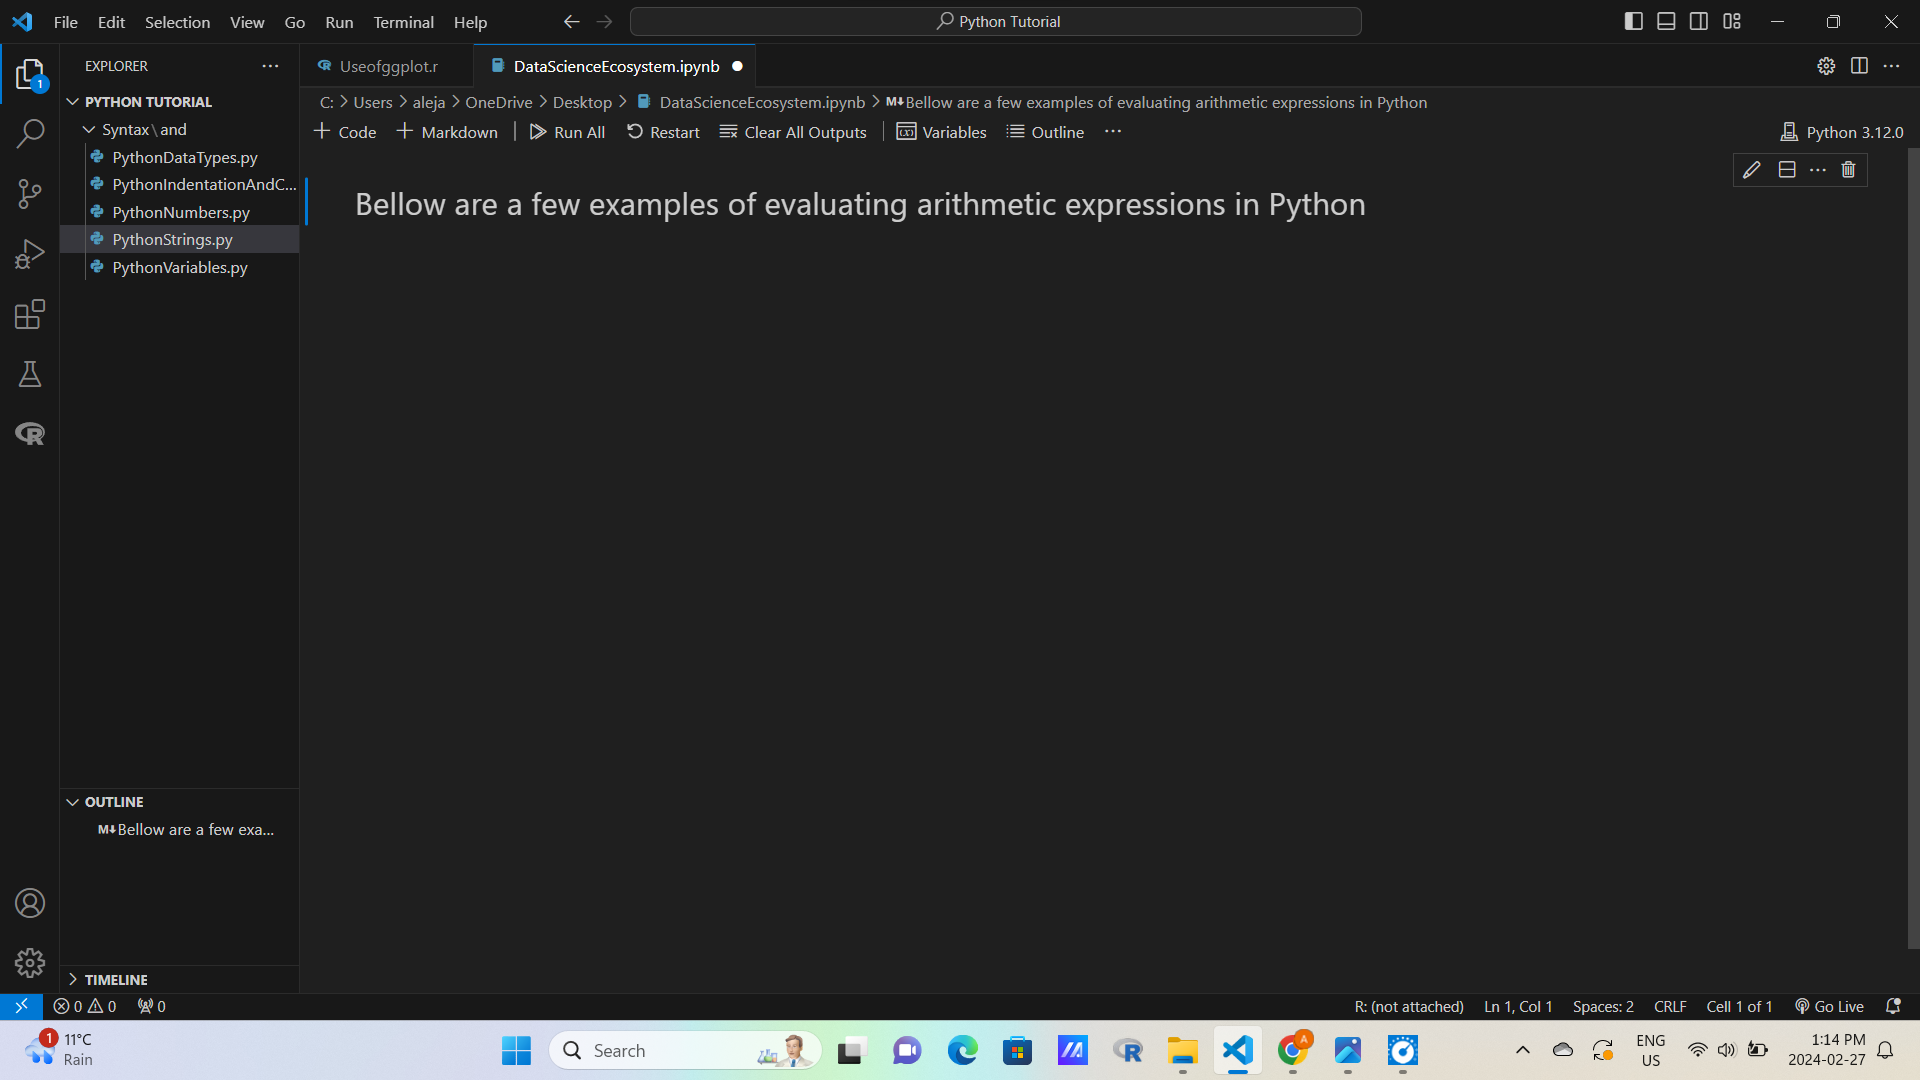 File Edit Selection View Go Run Terminal Help
Python Tutorial
1
EXPLORER
PYTHON TUTORIAL
Syntax\and
PythonDataTypes.py
PythonIndentationAndC...
PythonNumbers.py
PythonStrings.py
PythonVariables.py
Useofggplot.r
DataScienceEcosystem.ipynb
C: > Users > aleja > OneDrive > Desktop > DataScienceEcosystem.ipynb > M↓Bellow are a few examples of evaluating arithmetic expressions in Python
+ Code + Markdown | Run All Restart Clear All Outputs | Variables Outline ...
Python 3.12.0
Bellow are a few examples of evaluating arithmetic expressions in Python
OUTLINE
M↓Bellow are a few exa...
TIMELINE
0 0 0
R: (not attached) Ln 1, Col 1 Spaces: 2 CRLF Cell 1 of 1 Go Live
1
11°C
Rain
Search
A
ENG
US
1:14 PM
2024-02-27